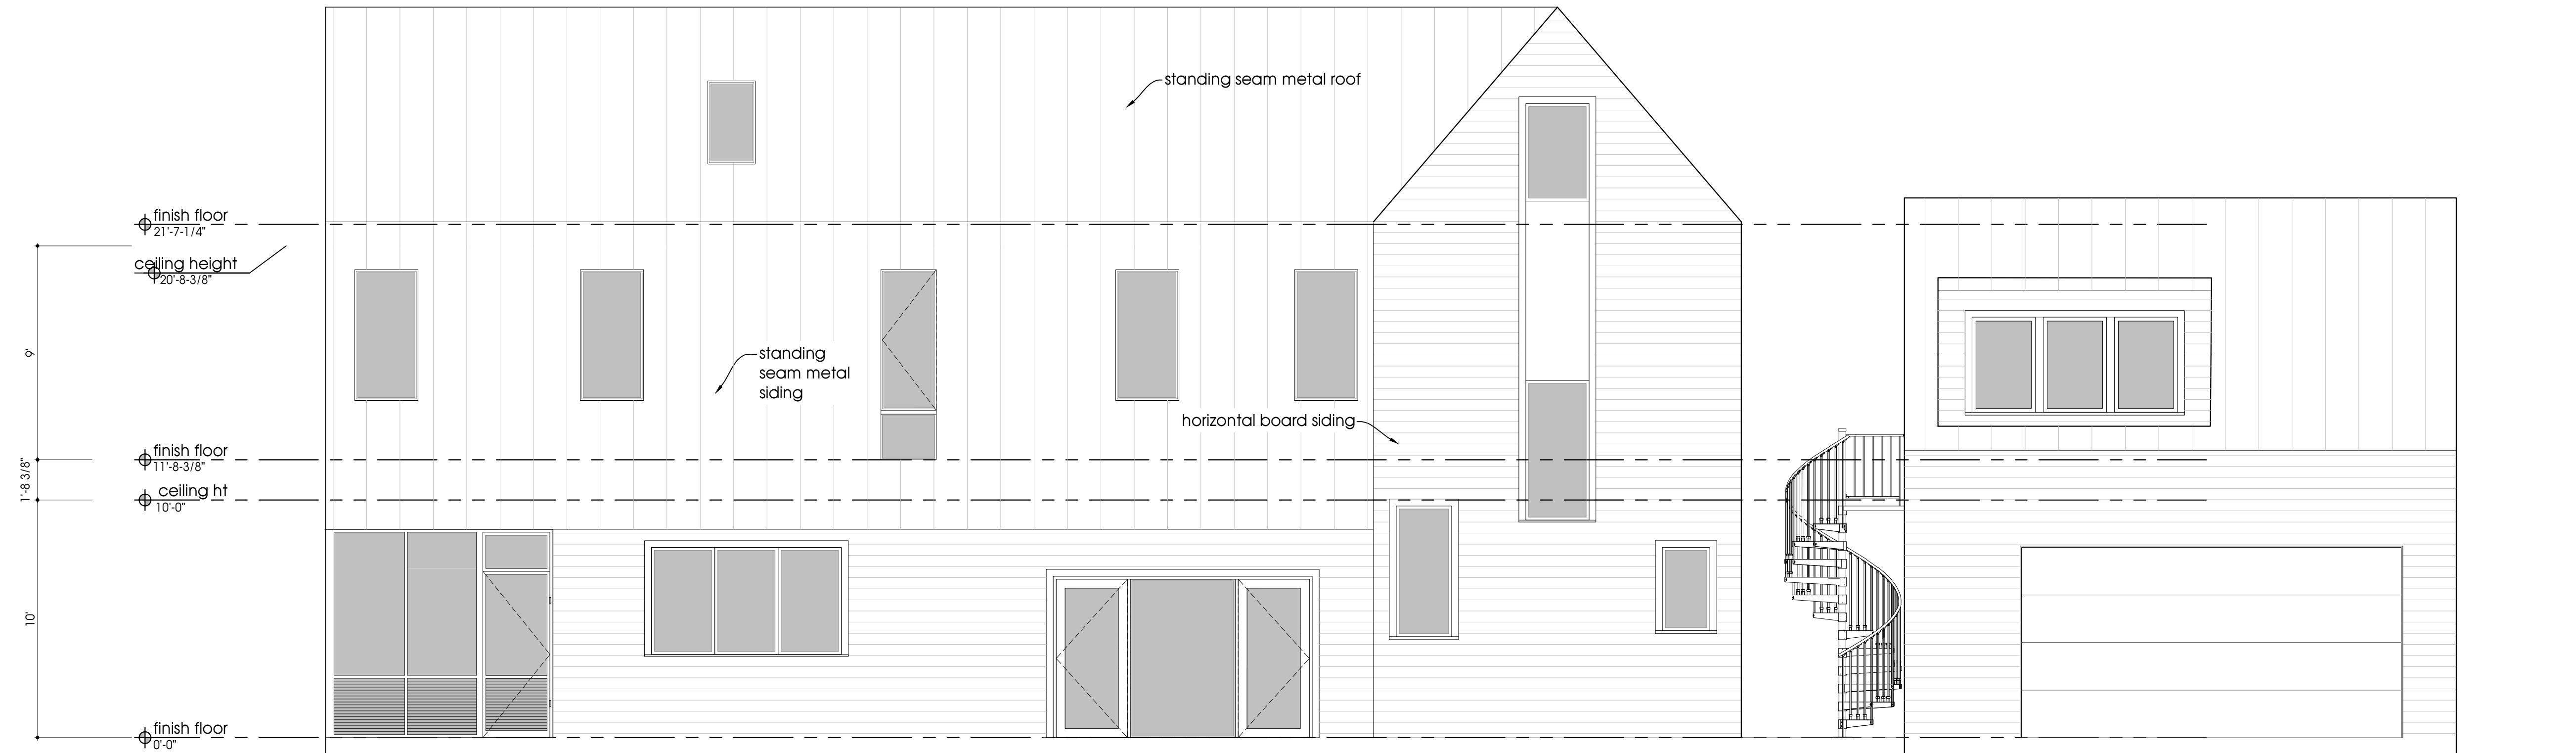 standing seam metal roof
finish floor
21'-7-1/4"
ceiling height
20'-8-3/8"
9'
standing
seam metal
siding
horizontal board siding
finish floor
11'-8-3/8"
1'-8 3/8"
ceiling ht
10'-0"
10'
finish floor
0'-0"